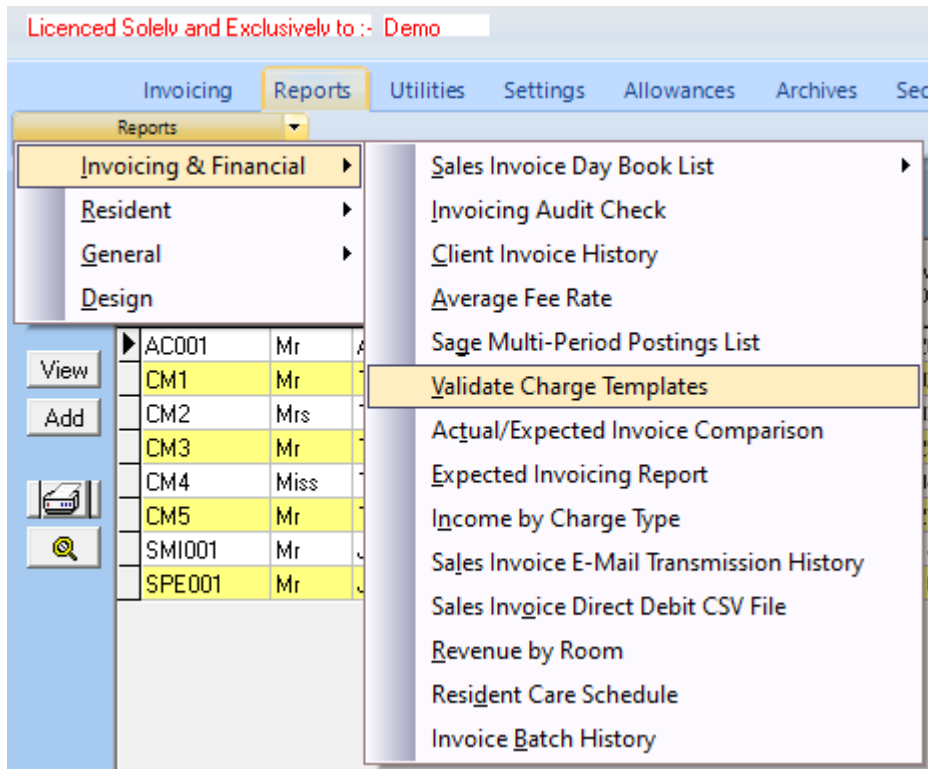 Licenced Solely and Exclusively to :- Demo
Invoicing Reports Utilities Settings Allowances Archives
Reports
Invoicing & Financial
Resident
General
Design
Sales Invoice Day Book List
Invoicing Audit Check
Client Invoice History
Average Fee Rate
Sage Multi-Period Postings List
Validate Charge Templates
Actual/Expected Invoice Comparison
Expected Invoicing Report
Income by Charge Type
Sales Invoice E-Mail Transmission History
Sales Invoice Direct Debit CSV File
Revenue by Room
Resident Care Schedule
Invoice Batch History
View
Add
AC001 Mr
CM1 Mr
CM2 Mrs
CM3 Mr
CM4 Miss
CM5 Mr
SMI001 Mr
SPE001 Mr